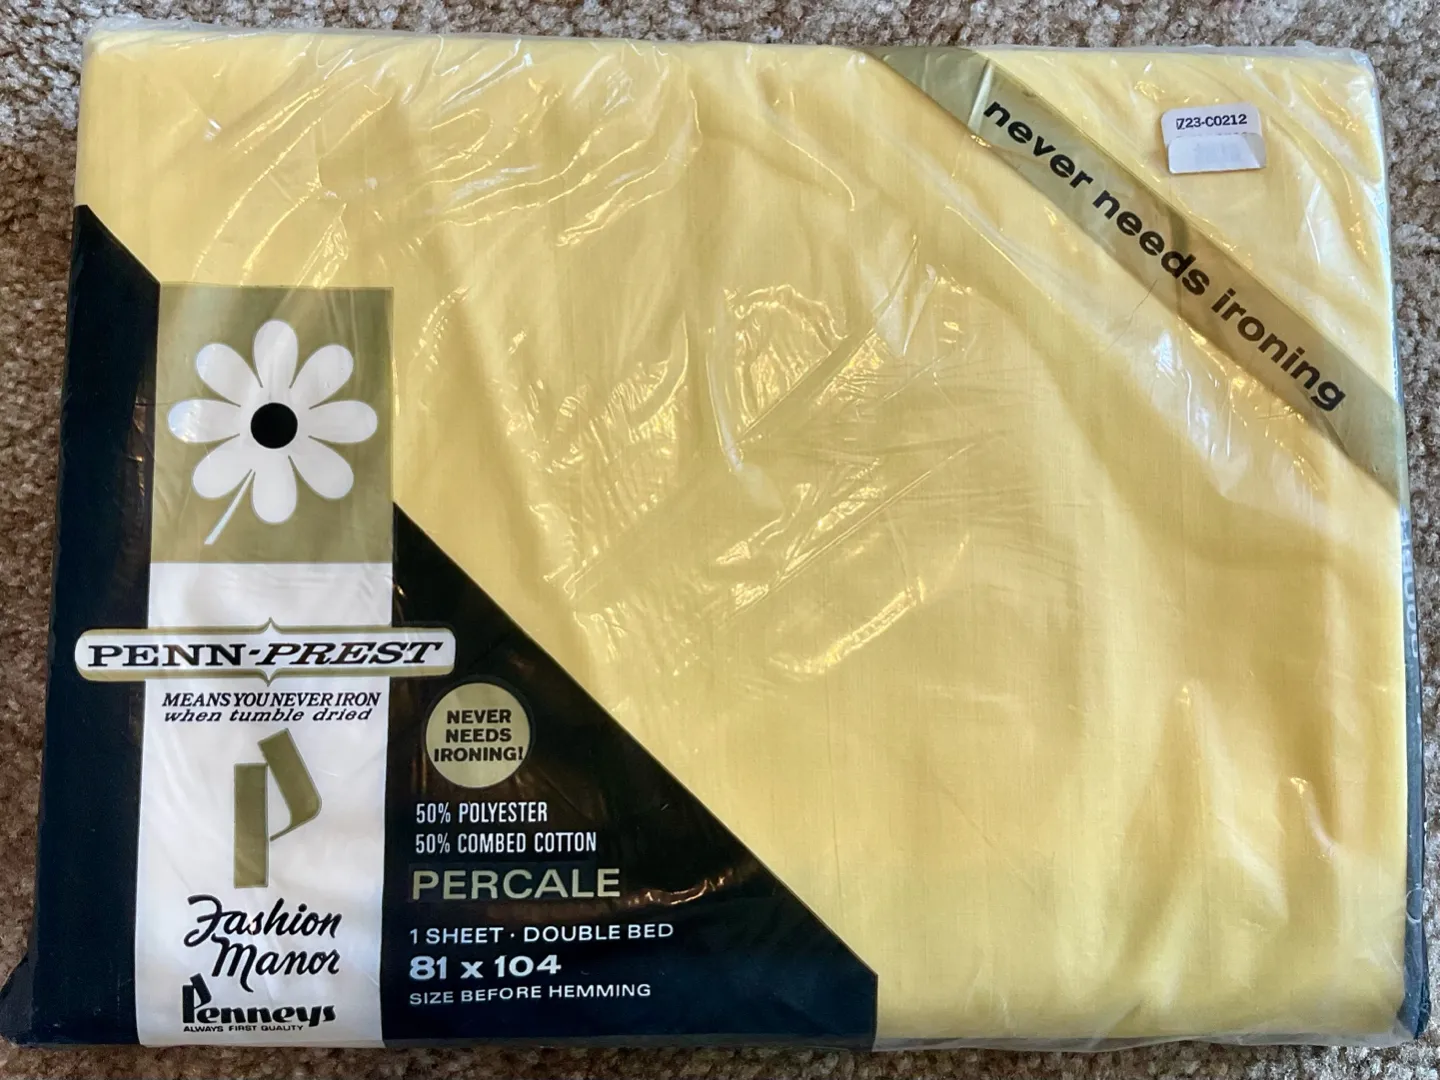 never needs ironing
723-C0212
PENN-PREST
MEANS YOU NEVER IRON
when tumble dried
NEVER
NEEDS
IRONING!
50% POLYESTER
50% COMBED COTTON
PERCALE
1 SHEET · DOUBLE BED
81 x 104
SIZE BEFORE HEMMING
Fashion
Manor
Penneys
ALWAYS FIRST QUALITY